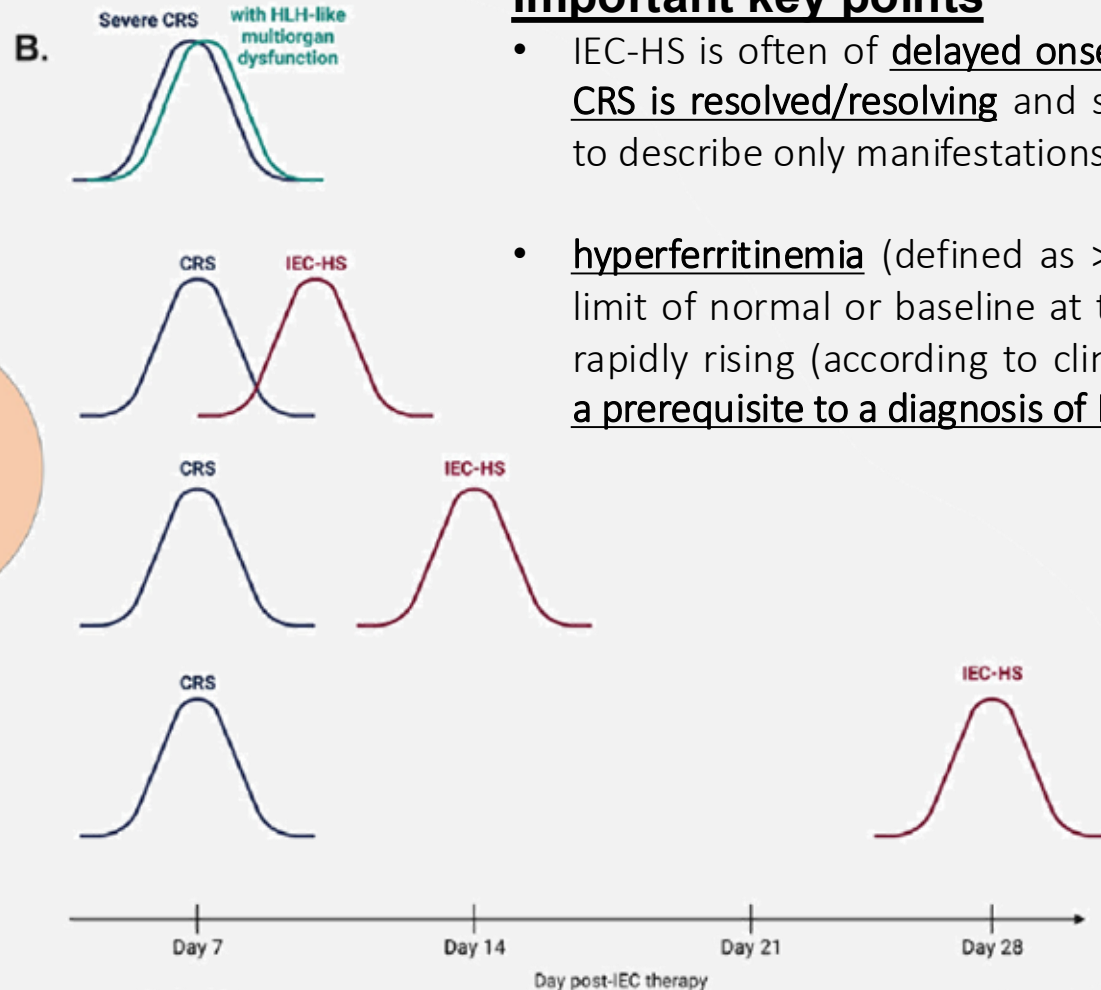 Important key points
B.
Severe CRS
with HLH-like
multiorgan
dysfunction
• IEC-HS is often of delayed onse
CRS is resolved/resolving and s
to describe only manifestations
• hyperferritinemia (defined as >
limit of normal or baseline at t
rapidly rising (according to clin
a prerequisite to a diagnosis of
CRS
IEC-HS
CRS
IEC-HS
CRS
IEC-HS
Day 7
Day 14
Day 21
Day 28
Day post-IEC therapy